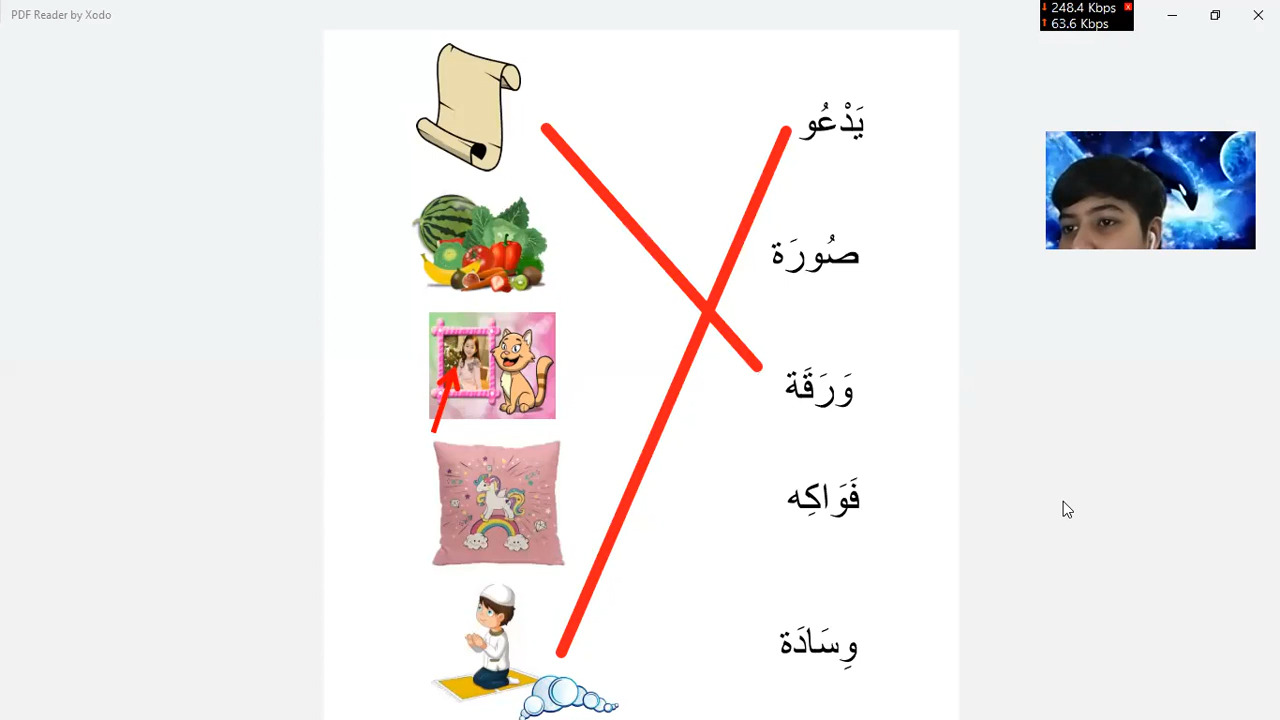 PDF Reader by Xodo
248.4 Kbps
63.6 Kbps
يَدْعُو
صُورَة
وَرَقَة
فَوَاكِه
وِسَادَة